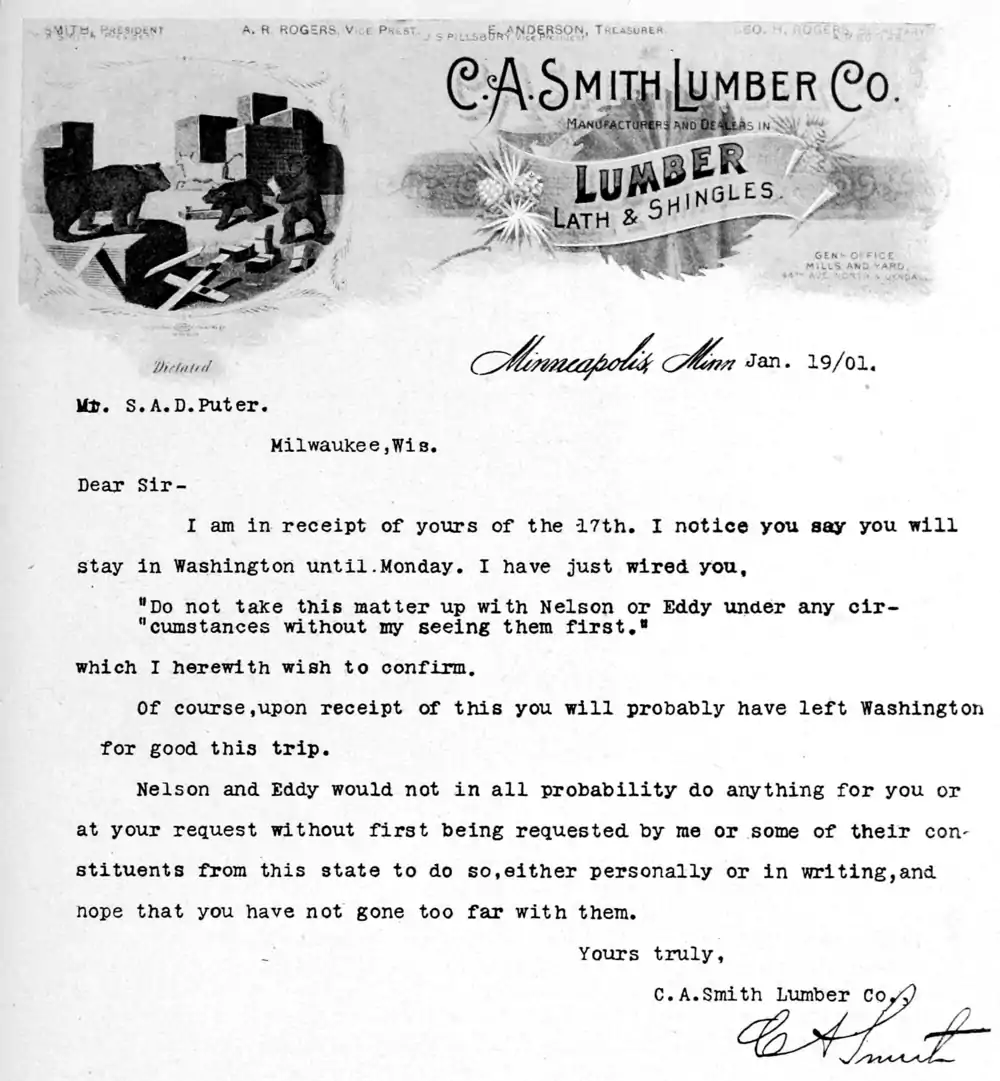 SMITH, PRESIDENT A. R. ROGERS, VICE PREST. E. ANDERSON, TREASURER. GEO. H. ROGERS,
J S PILLSBURY, VICE PRESIDENT
C.A. SMITH LUMBER CO.
MANUFACTURERS AND DEALERS IN
LUMBER
LATH & SHINGLES.
GENL OFFICE
MILLS AND YARD,
44TH AVE NORTH &
Dictated
Minneapolis, Minn Jan. 19/01.
Mr. S.A.D.Puter.
Milwaukee,Wis.
Dear Sir-
I am in receipt of yours of the 17th. I notice you say you will
stay in Washington until.Monday. I have just wired you,
"Do not take this matter up with Nelson or Eddy under any cir-
"cumstances without my seeing them first."
which I herewith wish to confirm.
Of course,upon receipt of this you will probably have left Washington
for good this trip.
Nelson and Eddy would not in all probability do anything for you or
at your request without first being requested by me or some of their con-
stituents from this state to do so,either personally or in writing,and
nope that you have not gone too far with them.
Yours truly,
C.A.Smith Lumber Co.,
C A Smith